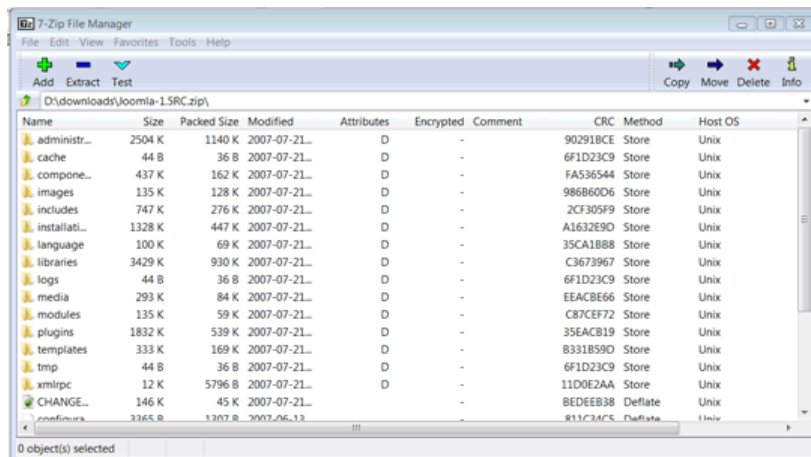 7-Zip File Manager
File Edit View Favorites Tools Help
Add Extract Test Copy Move Delete Info
D:\downloads\Joomla-1.5RC.zip\
Name Size Packed Size Modified Attributes Encrypted Comment CRC Method Host OS
administr... 2504 K 1140 K 2007-07-21... D - 90291BCE Store Unix
cache 44 B 36 B 2007-07-21... D - 6F1D23C9 Store Unix
compone... 437 K 162 K 2007-07-21... D - FA536544 Store Unix
images 135 K 128 K 2007-07-21... D - 986B60D6 Store Unix
includes 747 K 276 K 2007-07-21... D - 2CF305F9 Store Unix
installati... 1328 K 447 K 2007-07-21... D - A1632E9D Store Unix
language 100 K 69 K 2007-07-21... D - 35CA1BB8 Store Unix
libraries 3429 K 930 K 2007-07-21... D - C3673967 Store Unix
logs 44 B 36 B 2007-07-21... D - 6F1D23C9 Store Unix
media 293 K 84 K 2007-07-21... D - EEACBE66 Store Unix
modules 135 K 59 K 2007-07-21... D - C87CEF72 Store Unix
plugins 1832 K 539 K 2007-07-21... D - 35EACB19 Store Unix
templates 333 K 169 K 2007-07-21... D - B331B59D Store Unix
tmp 44 B 36 B 2007-07-21... D - 6F1D23C9 Store Unix
xmlrpc 12 K 5796 B 2007-07-21... D - 11D0E2AA Store Unix
CHANGE... 146 K 45 K 2007-07-21... - BEDEEB38 Deflate Unix
configura... 3365 B 1307 B 2007-06-13... - 811C34C5 Deflate Unix
0 object(s) selected